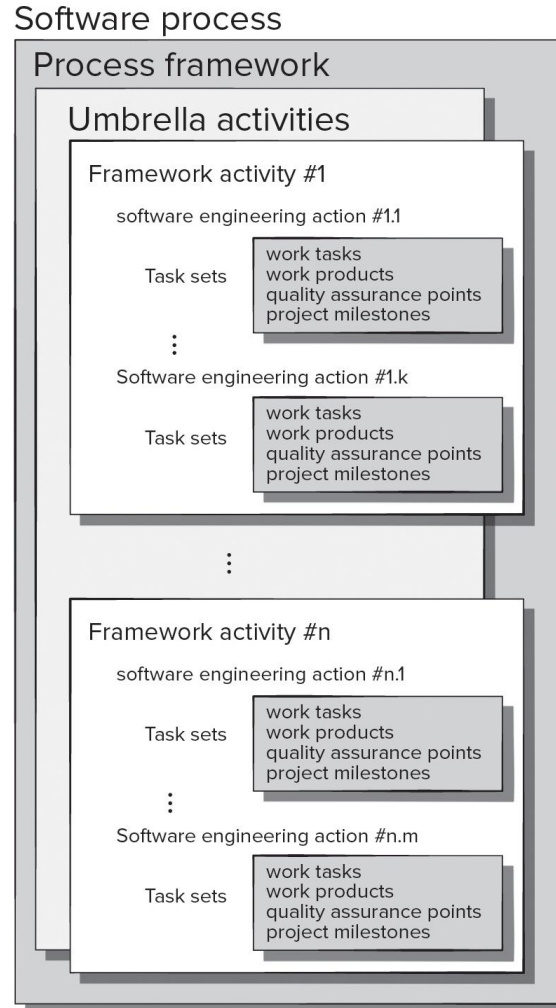 Software process
Process framework
Umbrella activities
Framework activity #1
software engineering action #1.1
Task sets
work tasks
work products
quality assurance points
project milestones
Software engineering action #1.k
Task sets
work tasks
work products
quality assurance points
project milestones
Framework activity #n
software engineering action #n.1
Task sets
work tasks
work products
quality assurance points
project milestones
Software engineering action #n.m
Task sets
work tasks
work products
quality assurance points
project milestones